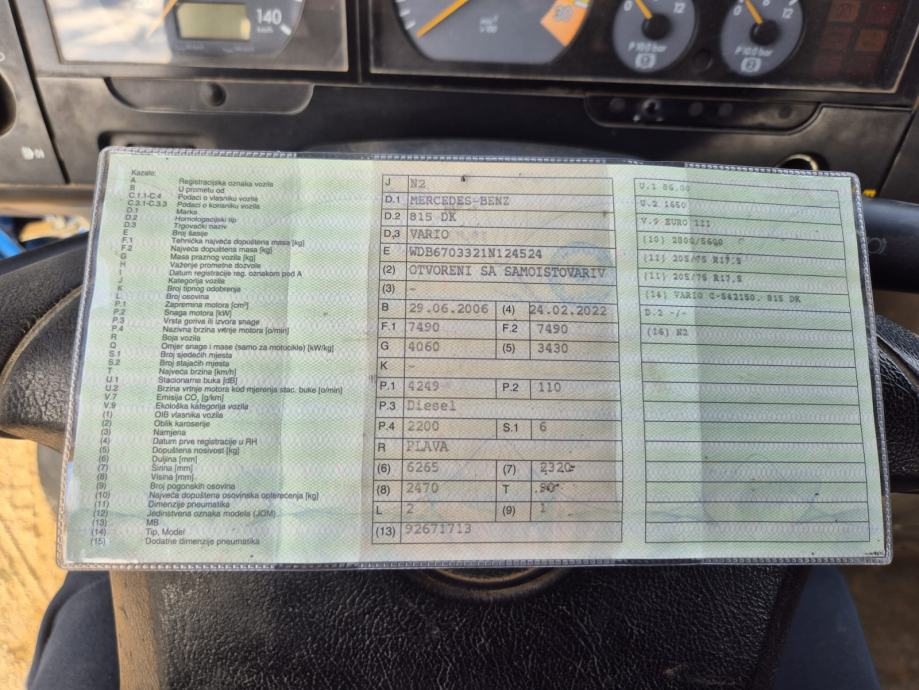 140
km/h
12
12
P 10.0 bar
P 10.0 bar
Kazalo:
A Registracijska oznaka vozila
B U prometu od
C.1.1-C.4 Podaci o vlasniku vozila
C.3.1-C.3.3 Podaci o korisniku vozila
D.1 Marka
D.2 Homologacijski tip
D.3 Trgovački naziv
E Broj šasije
F.1 Tehnička najveća dopuštena masa [kg]
F.2 Najveća dopuštena masa [kg]
G Masa praznog vozila [kg]
H Važenje prometne dozvole
I Datum registracije reg. oznakom pod A
J Kategorija vozila
K Broj tipnog odobrenja
L Broj osovina
P.1 Zapremina motora [cm³]
P.2 Snaga motora [kW]
P.3 Vrsta goriva ili izvora snage
P.4 Nazivna brzina vrtnje motora [o/min]
R Boja vozila
Q Omjer snage i mase (samo za motocikle) [kW/kg]
S.1 Broj sjedećih mjesta
S.2 Broj stajaćih mjesta
T Najveća brzina [km/h]
U.1 Stacionarna buka [dB]
U.2 Brzina vrtnje motora kod mjerenja stac. buke [o/min]
V.7 Emisija CO₂ [g/km]
V.9 Ekološka kategorija vozila
(1) OIB vlasnika vozila
(2) Oblik karoserije
(3) Namjena
(4) Datum prve registracije u RH
(5) Dopuštena nosivost [kg]
(6) Duljina [mm]
(7) Širina [mm]
(8) Visina [mm]
(9) Broj pogonskih osovina
(10) Najveća dopuštena osovinska opterećenja [kg]
(11) Dimenzije pneumatika
(12) Jedinstvena oznaka modela (JOM)
(13) MB
(14) Tip, Model
(15) Dodatne dimenzije pneumatika
J N2
D.1 MERCEDES-BENZ
D.2 815 DK
D.3 VARIO
E WDB6703321N124524
(2) OTVORENI SA SAMOISTOVARIV
(3) -
B 29.06.2006 (4) 24.02.2022
F.1 7490 F.2 7490
G 4060 (5) 3430
K -
P.1 4249 P.2 110
P.3 Diesel
P.4 2200 S.1 6
R PLAVA
(6) 6265 (7) 2320
(8) 2470 T 90
L 2 (9) 1
(13) 92671713
U.2 1650
V.9 EURO III
(10) 2800/5600
(11) 205/75 R17,5
(11) 205/75 R17,5
D.2 -/-
(16) N2